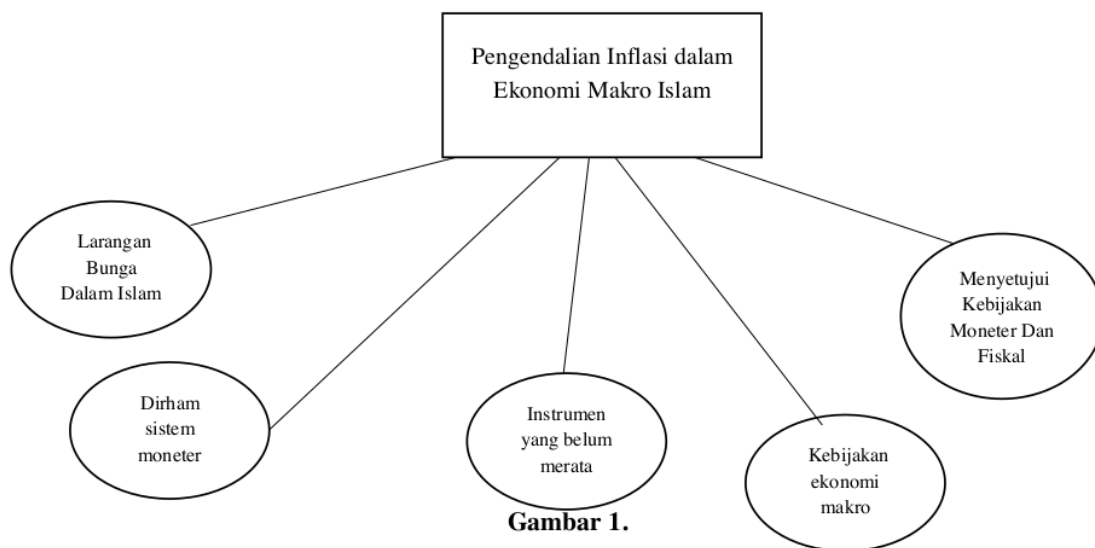 Pengendalian Inflasi dalam
Ekonomi Makro Islam
Larangan
Bunga
Dalam Islam
Dirham
sistem
moneter
Instrumen
yang belum
merata
Kebijakan
ekonomi
makro
Menyetujui
Kebijakan
Moneter Dan
Fiskal
Gambar 1.